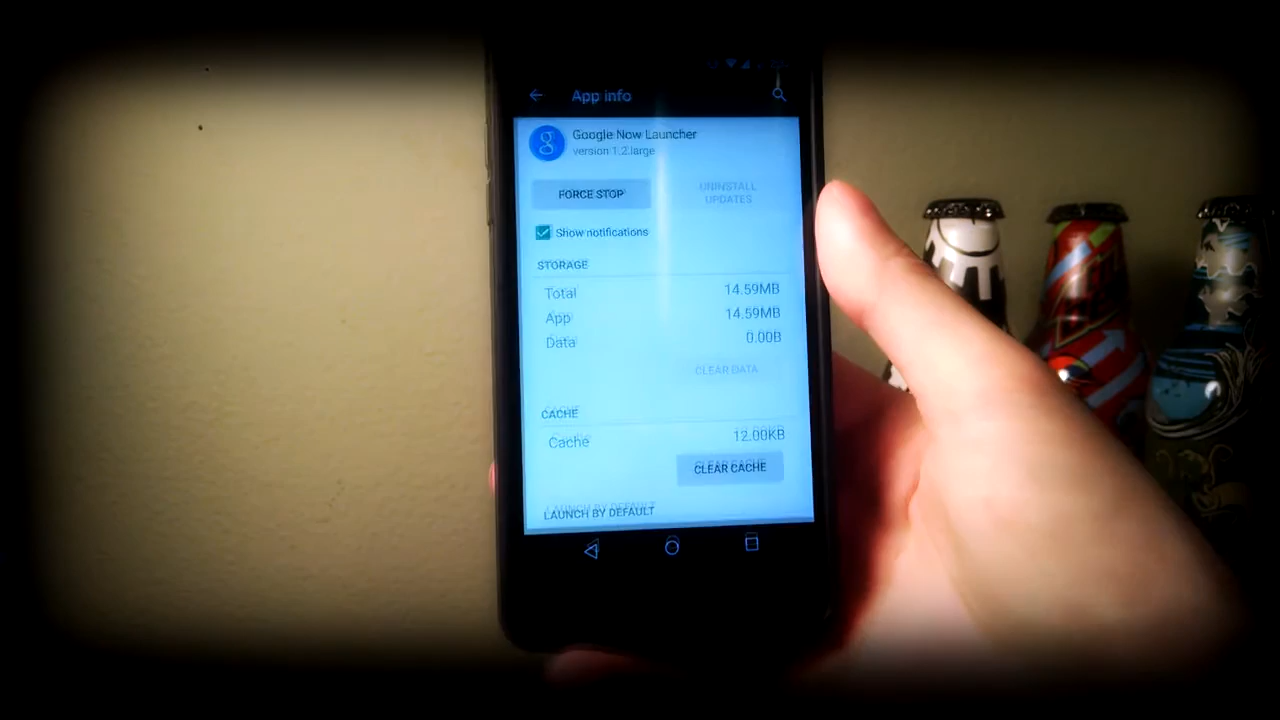 App info
Google Now Launcher
version 1.2.large
FORCE STOP
UNINSTALL
UPDATES
Show notifications
STORAGE
Total 14.59MB
App 14.59MB
Data 0.00B
CLEAR DATA
CACHE
Cache 12.00KB
CLEAR CACHE
LAUNCH BY DEFAULT